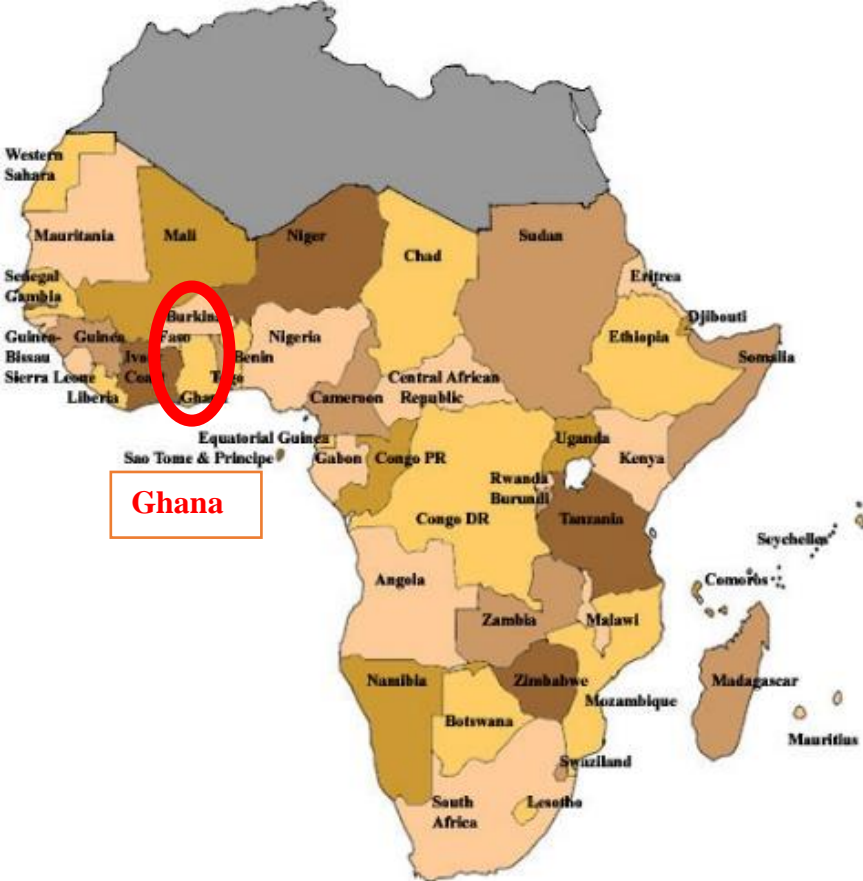 Western
Sahara
Mauritania
Mali
Niger
Chad
Sudan
Eritrea
Senegal
Gambia
Djibouti
Burkina
Faso
Guinea-
Bissau
Guinea
Nigeria
Ethiopia
Somalia
Ivory
Coast
Benin
Togo
Sierra Leone
Liberia
Ghana
Cameroon
Central African
Republic
Equatorial Guinea
Sao Tome & Principe
Gabon
Congo PR
Uganda
Kenya
Rwanda
Burundi
Ghana
Congo DR
Tanzania
Seychelles
Comoros
Angola
Zambia
Malawi
Namibia
Zimbabwe
Mozambique
Madagascar
Botswana
Mauritius
Swaziland
South
Africa
Lesotho